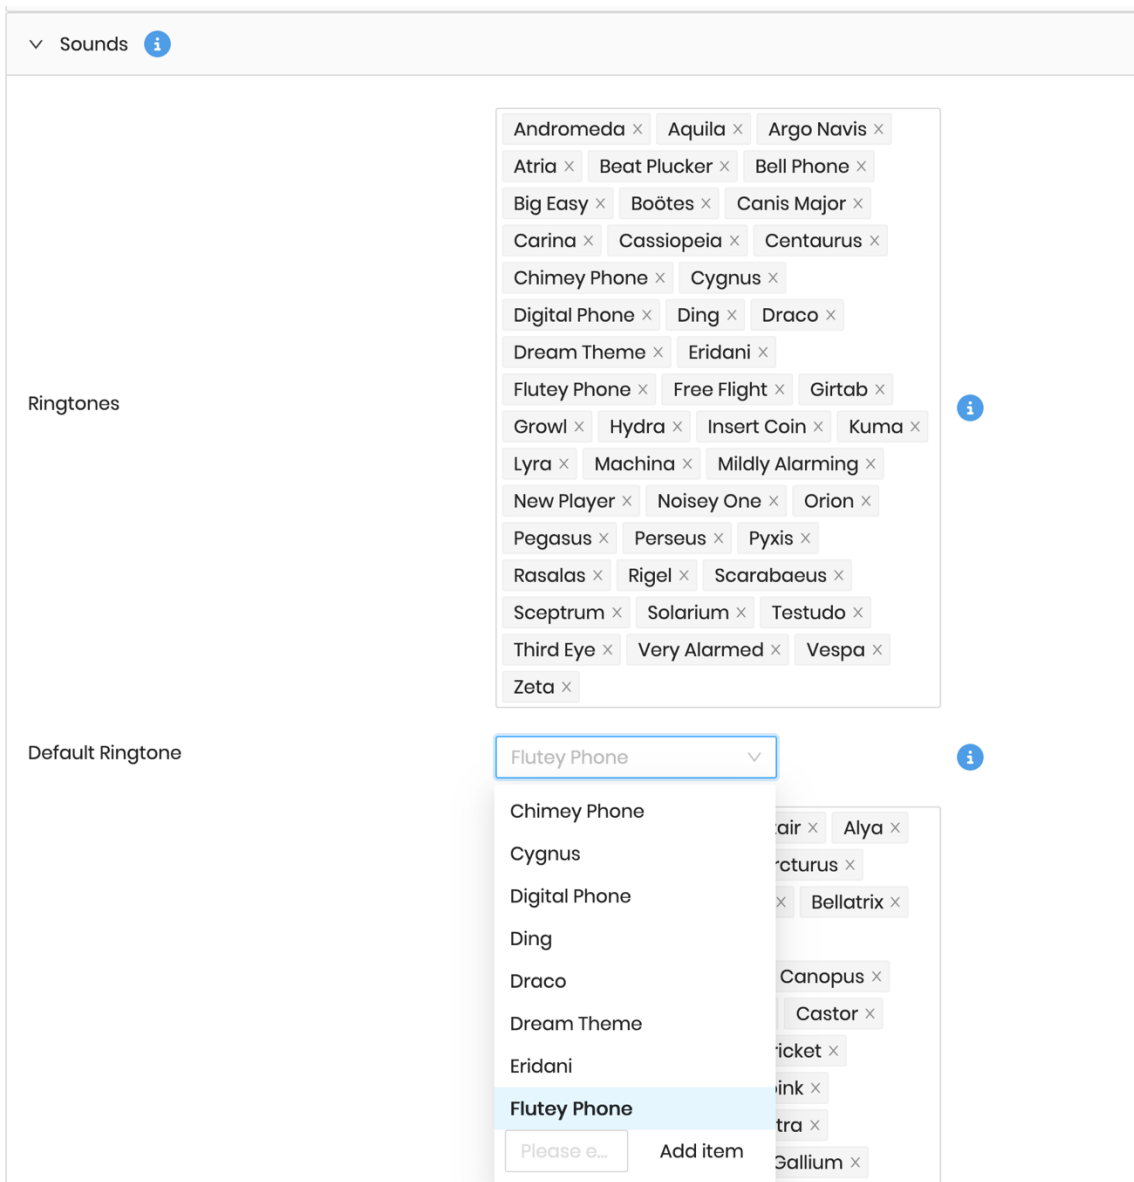 Sounds
Andromeda × Aquila × Argo Navis ×
Atria × Beat Plucker × Bell Phone ×
Big Easy × Boötes × Canis Major ×
Carina × Cassiopeia × Centaurus ×
Chimey Phone × Cygnus ×
Digital Phone × Ding × Draco ×
Dream Theme × Eridani ×
Flutey Phone × Free Flight × Girtab ×
Ringtones
Growl × Hydra × Insert Coin × Kuma ×
Lyra × Machina × Mildly Alarming ×
New Player × Noisey One × Orion ×
Pegasus × Perseus × Pyxis ×
Rasalas × Rigel × Scarabaeus ×
Sceptrum × Solarium × Testudo ×
Third Eye × Very Alarmed × Vespa ×
Zeta ×
Default Ringtone
Flutey Phone
Chimey Phone
Cygnus
Digital Phone
Ding
Draco
Dream Theme
Eridani
Flutey Phone
Please e... Add item
Alya ×
Bellatrix ×
Canopus ×
Castor ×
Gallium ×